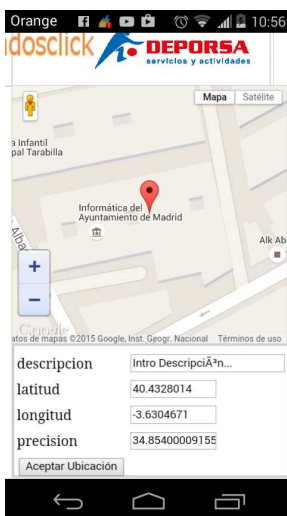 Orange 10:56
dosclick DEPORSA
servicios y actividades
Mapa Satélite
a Infantil
pal Tarabilla
Informática del
Ayuntamiento de Madrid
Alba
Alk Ab
+
−
Google
atos de mapas ©2015 Google, Inst. Geogr. Nacional Términos de uso
descripcion Intro DescripciÃ³n...
latitud 40.4328014
longitud -3.6304671
precision 34.85400009155
Aceptar Ubicación